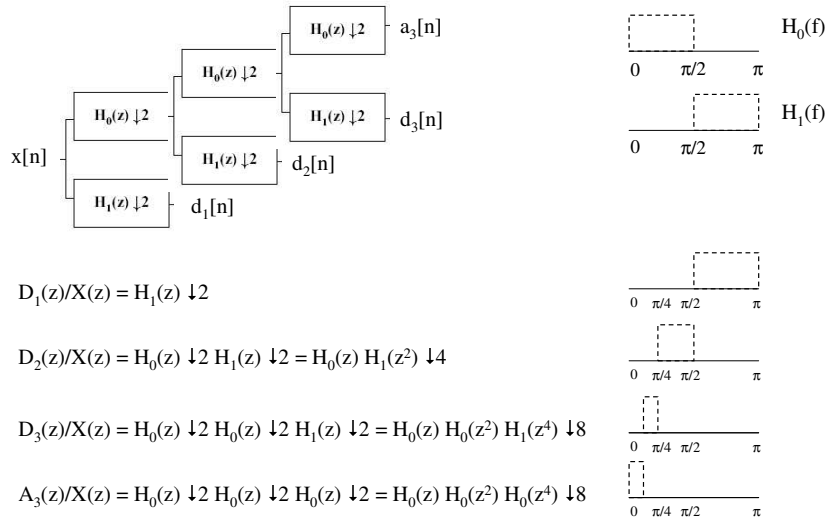 H₀(z) ↓2 a₃[n]
H₀(f)
0 π/2 π
H₀(z) ↓2
H₀(z) ↓2
H₁(z) ↓2 d₃[n]
H₁(f)
0 π/2 π
x[n]
H₁(z) ↓2 d₂[n]
H₁(z) ↓2 d₁[n]
D₁(z)/X(z) = H₁(z) ↓2
0 π/4 π/2 π
D₂(z)/X(z) = H₀(z) ↓2 H₁(z) ↓2 = H₀(z) H₁(z²) ↓4
0 π/4 π/2 π
D₃(z)/X(z) = H₀(z) ↓2 H₀(z) ↓2 H₁(z) ↓2 = H₀(z) H₀(z²) H₁(z⁴) ↓8
0 π/4 π/2 π
A₃(z)/X(z) = H₀(z) ↓2 H₀(z) ↓2 H₀(z) ↓2 = H₀(z) H₀(z²) H₀(z⁴) ↓8
0 π/4 π/2 π